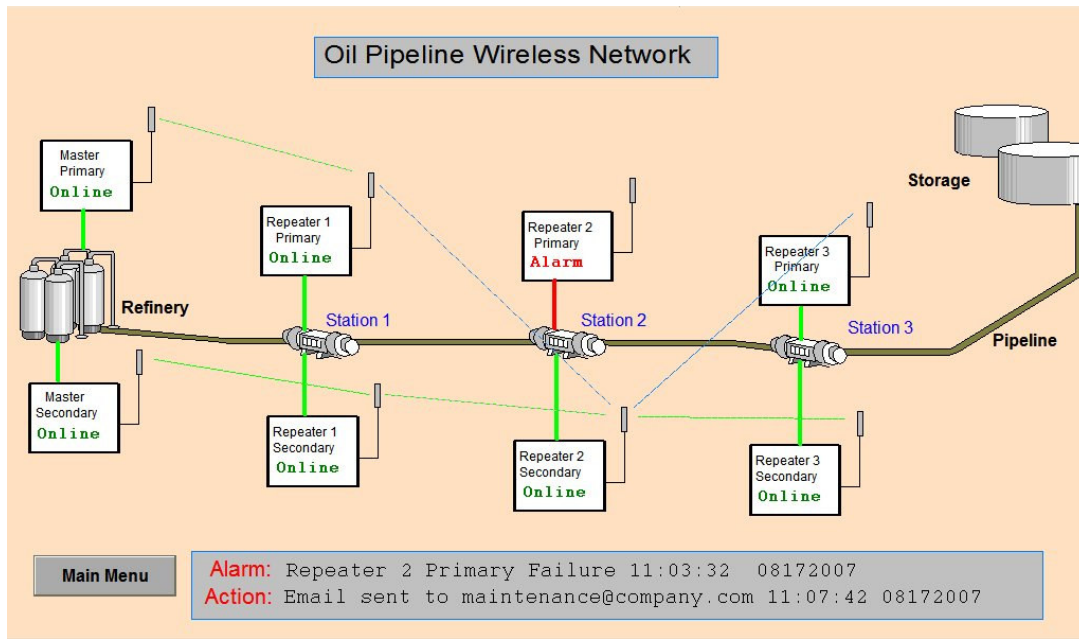 Oil Pipeline Wireless Network
Master
Primary
Online
Repeater 1
Primary
Online
Repeater 2
Primary
Alarm
Repeater 3
Primary
Online
Storage
Refinery
Station 1
Station 2
Station 3
Pipeline
Master
Secondary
Online
Repeater 1
Secondary
Online
Repeater 2
Secondary
Online
Repeater 3
Secondary
Online
Main Menu
Alarm: Repeater 2 Primary Failure 11:03:32 08172007
Action: Email sent to maintenance@company.com 11:07:42 08172007